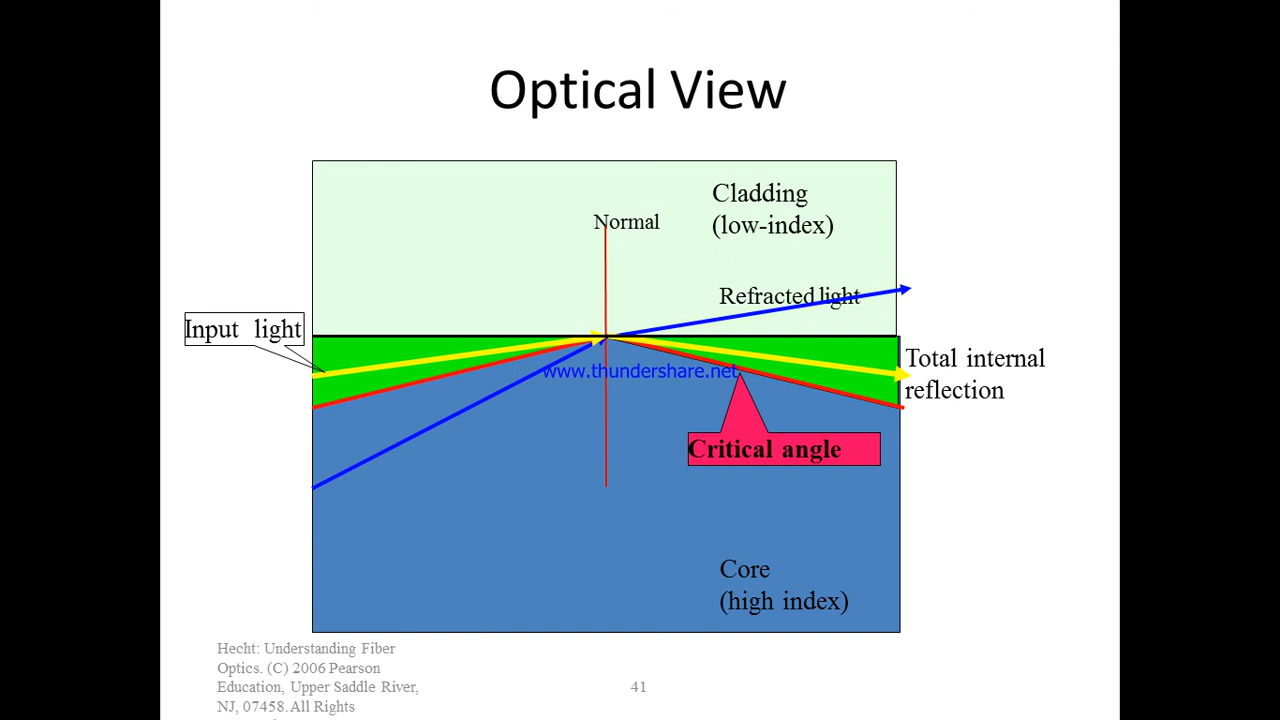 Optical View
Cladding
(low-index)
Normal
Refracted light
Input light
Total internal
reflection
www.thundershare.net
Critical angle
Core
(high index)
Hecht: Understanding Fiber
Optics. (C) 2006 Pearson
Education, Upper Saddle River,
NJ, 07458. All Rights
41